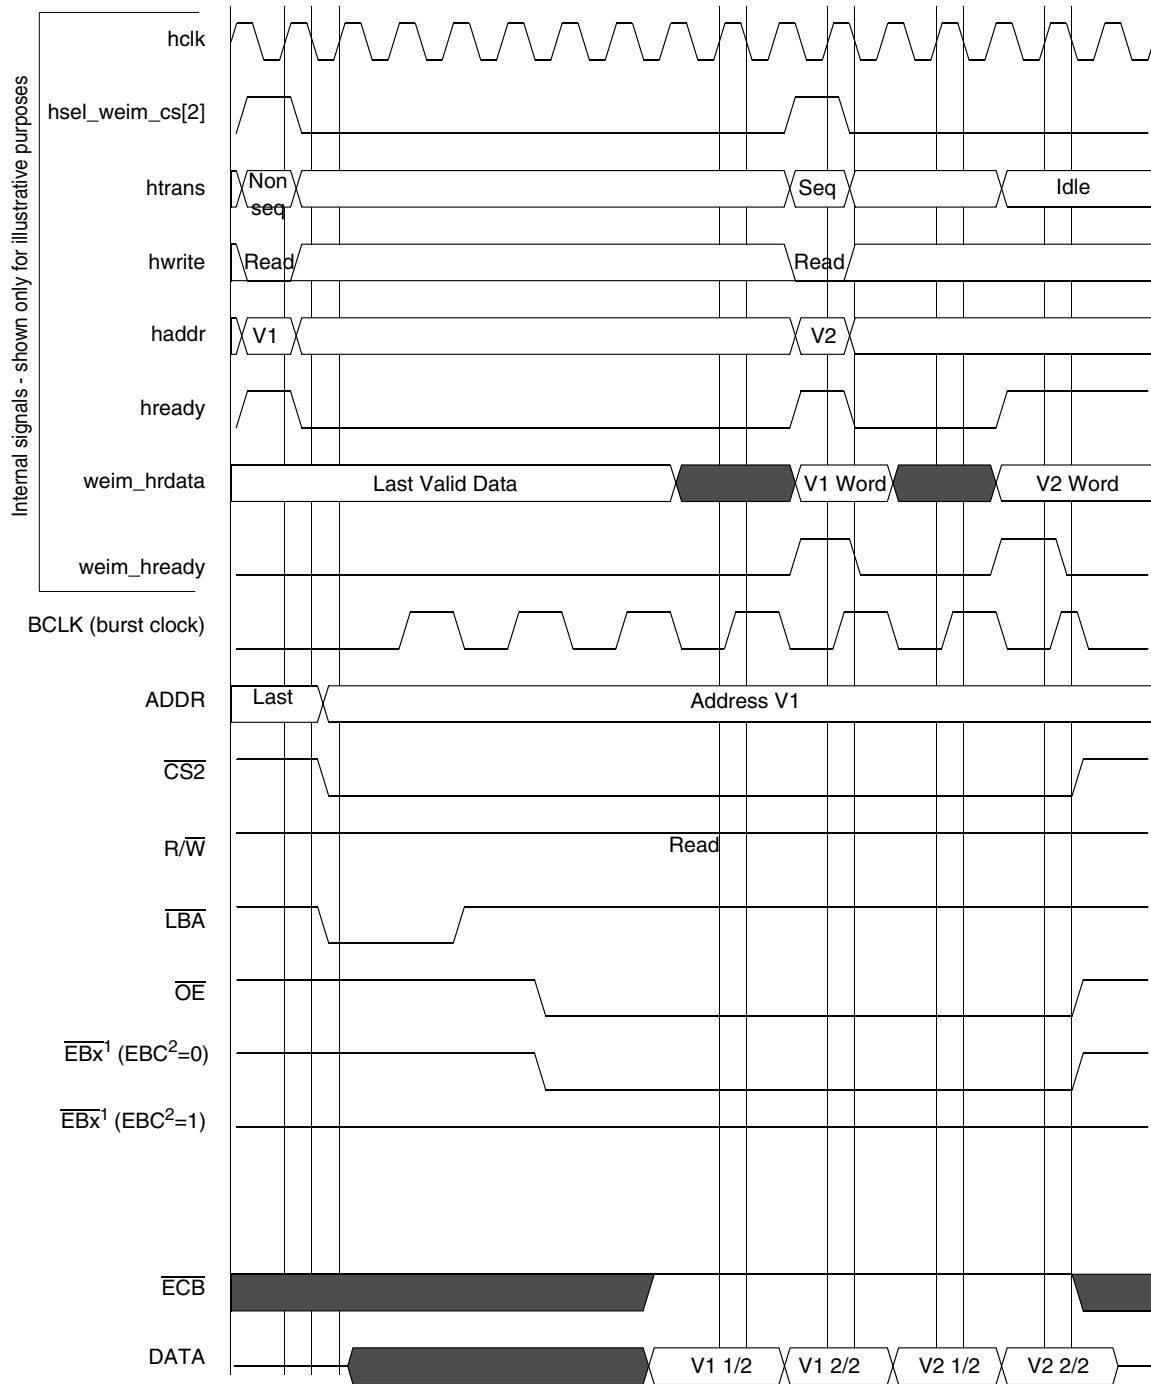 Internal signals - shown only for illustrative purposes
hclk
hsel_weim_cs[2]
htrans
Non
seq
Seq
Idle
hwrite
Read
Read
haddr
V1
V2
hready
weim_hrdata
Last Valid Data
V1 Word
V2 Word
weim_hready
BCLK (burst clock)
ADDR
Last
Address V1
CS2
R/W
Read
LBA
OE
EBx1 (EBC2=0)
EBx1 (EBC2=1)
ECB
DATA
V1 1/2
V1 2/2
V2 1/2
V2 2/2